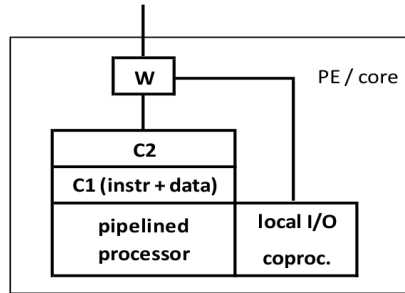 W
PE / core
C2
C1 (instr + data)
pipelined
processor
local I/O
coproc.